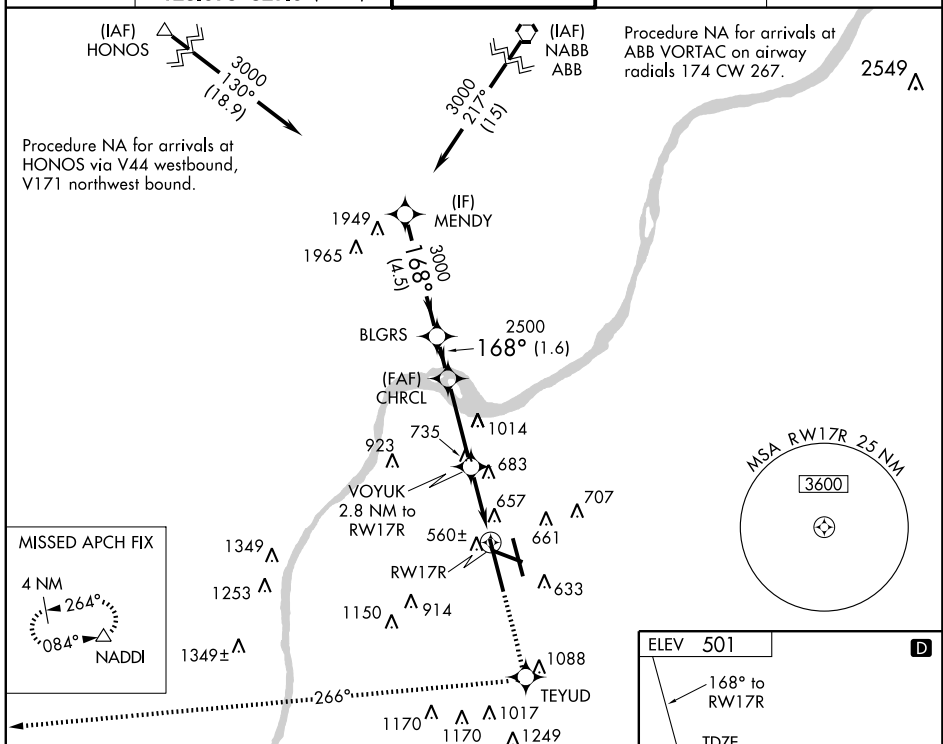 (IAF)
HONOS
3000
130°
(18.9)
(IAF)
NABB
ABB
3000
217°
(15)
Procedure NA for arrivals at
ABB VORTAC on airway
radials 174 CW 267.
2549
Procedure NA for arrivals at
HONOS via V44 westbound,
V171 northwest bound.
(IF)
MENDY
1949
1965
3000
168°
(4.5)
BLGRS
2500
168° (1.6)
(FAF)
CHRCL
1014
735
923
683
VOYUK
2.8 NM to
RW17R
657
707
661
560±
RW17R
633
MSA RW17R 25 NM
3600
MISSED APCH FIX
4 NM
264°
084°
NADDI
1349
1253
1349±
1150
914
1088
TEYUD
266°
1170
1170
1017
1249
ELEV 501
D
168° to
RW17R